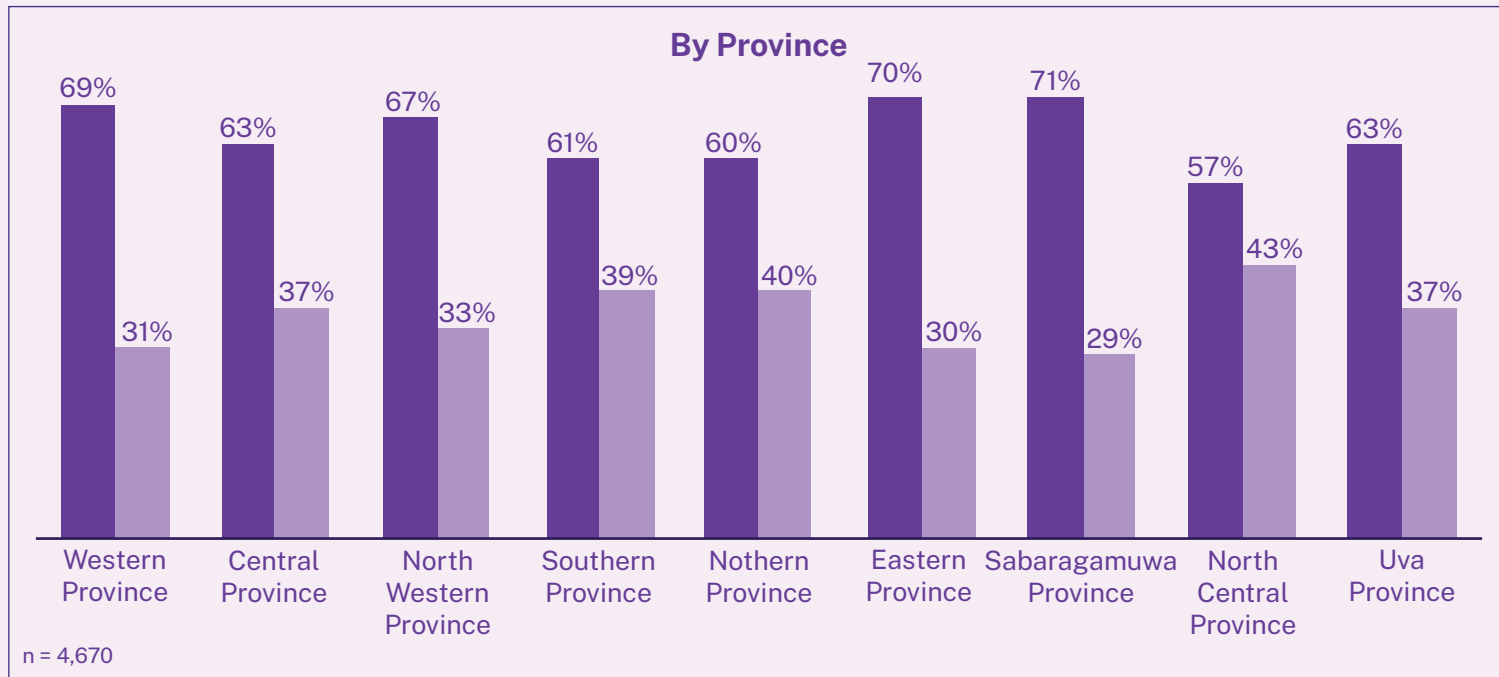 By Province
69%
31%
63%
37%
67%
33%
61%
39%
60%
40%
70%
30%
71%
29%
57%
43%
63%
37%
Western
Province
Central
Province
North
Western
Province
Southern
Province
Nothern
Province
Eastern
Province
Sabaragamuwa
Province
North
Central
Province
Uva
Province
n = 4,670